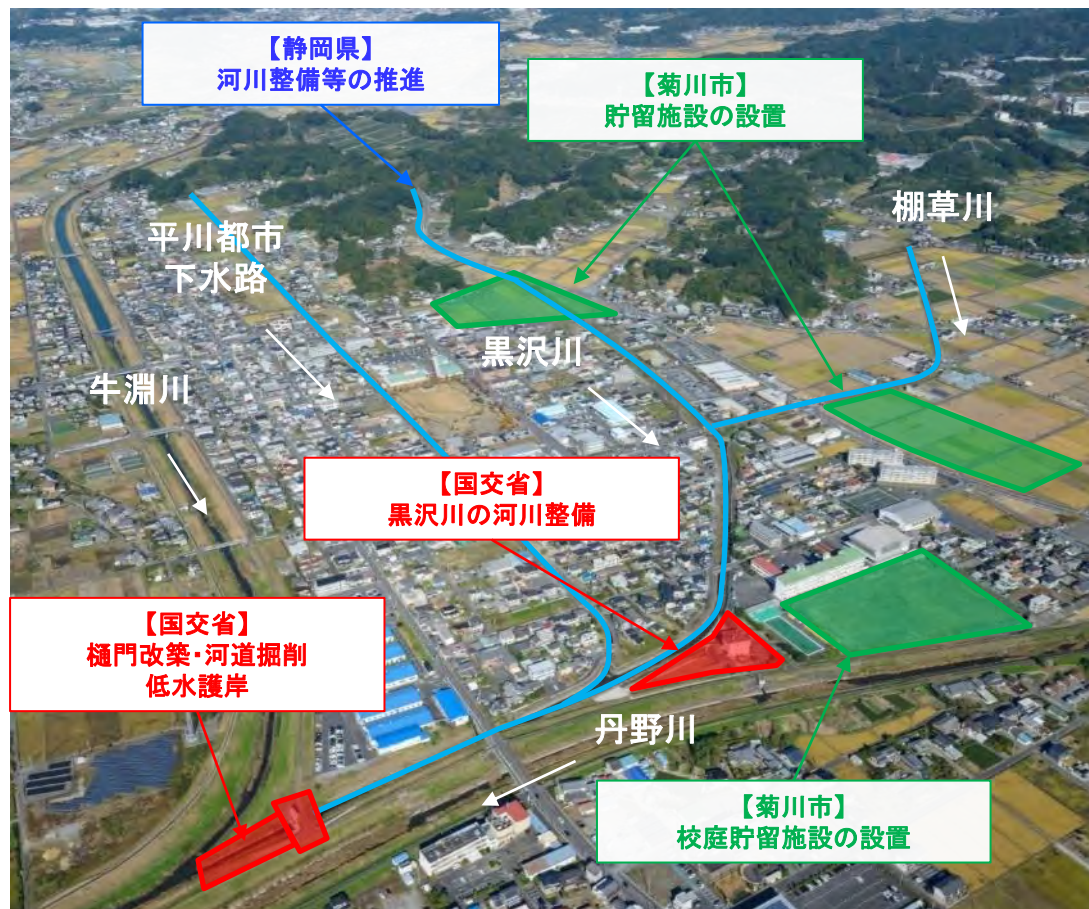 【静岡県】
河川整備等の推進
【菊川市】
貯留施設の設置
棚草川
平川都市
下水路
黒沢川
牛淵川
【国交省】
黒沢川の河川整備
【国交省】
樋門改築・河道掘削
低水護岸
丹野川
【菊川市】
校庭貯留施設の設置